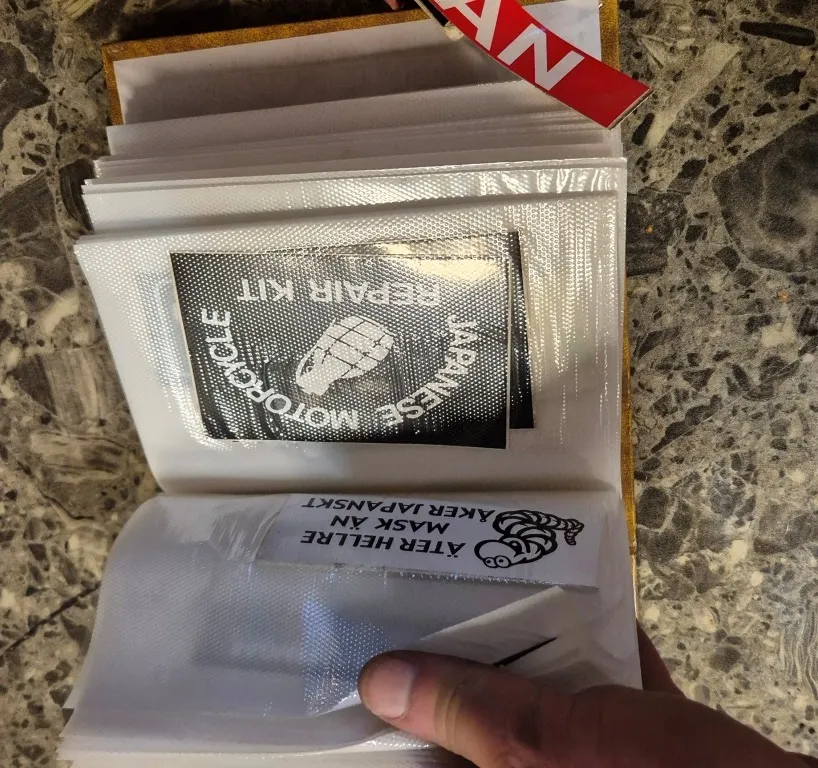 AN
JAPANESE MOTORCYCLE
REPAIR KIT
ÄTER HELLRE
MASK ÄN
ÅKER JAPANSKT